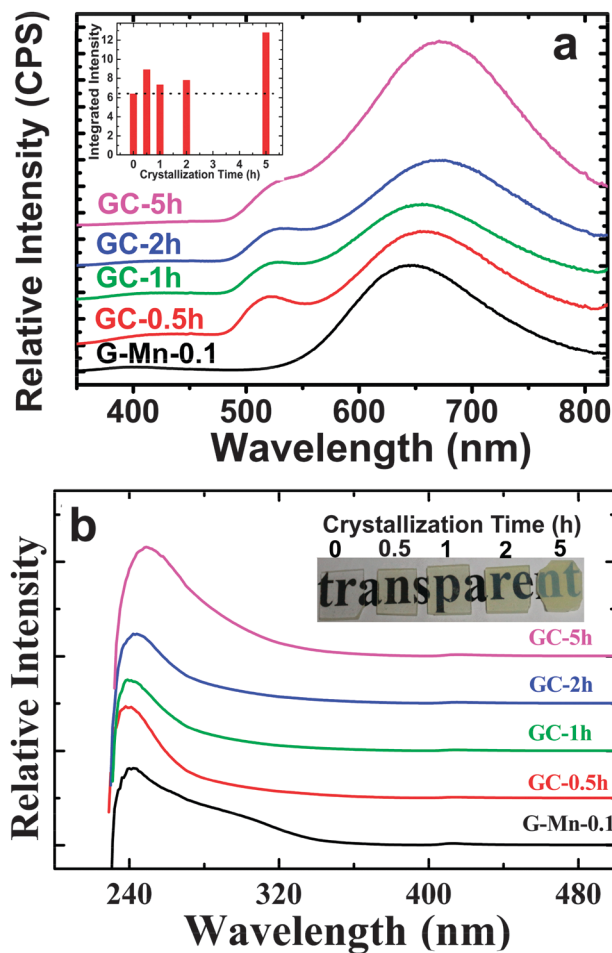 a
Relative Intensity (CPS)
Integrated Intensity
12
10
8
6
4
2
0
0 1 2 3 4 5
Crystallization Time (h)
GC-5h
GC-2h
GC-1h
GC-0.5h
G-Mn-0.1
400 500 600 700 800
Wavelength (nm)
b
Relative Intensity
Crystallization Time (h)
0 0.5 1 2 5
transparent
GC-5h
GC-2h
GC-1h
GC-0.5h
G-Mn-0.1
240 320 400 480
Wavelength (nm)